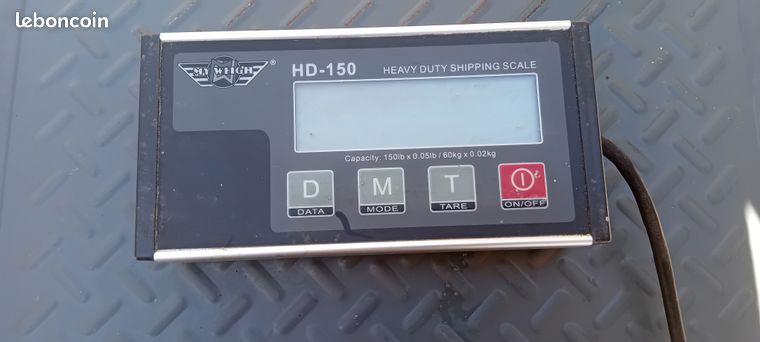 leboncoin
MY WEIGH ®
HD-150
HEAVY DUTY SHIPPING SCALE
Capacity: 150lb x 0.05lb / 60kg x 0.02kg
D M T
DATA MODE TARE ON/OFF